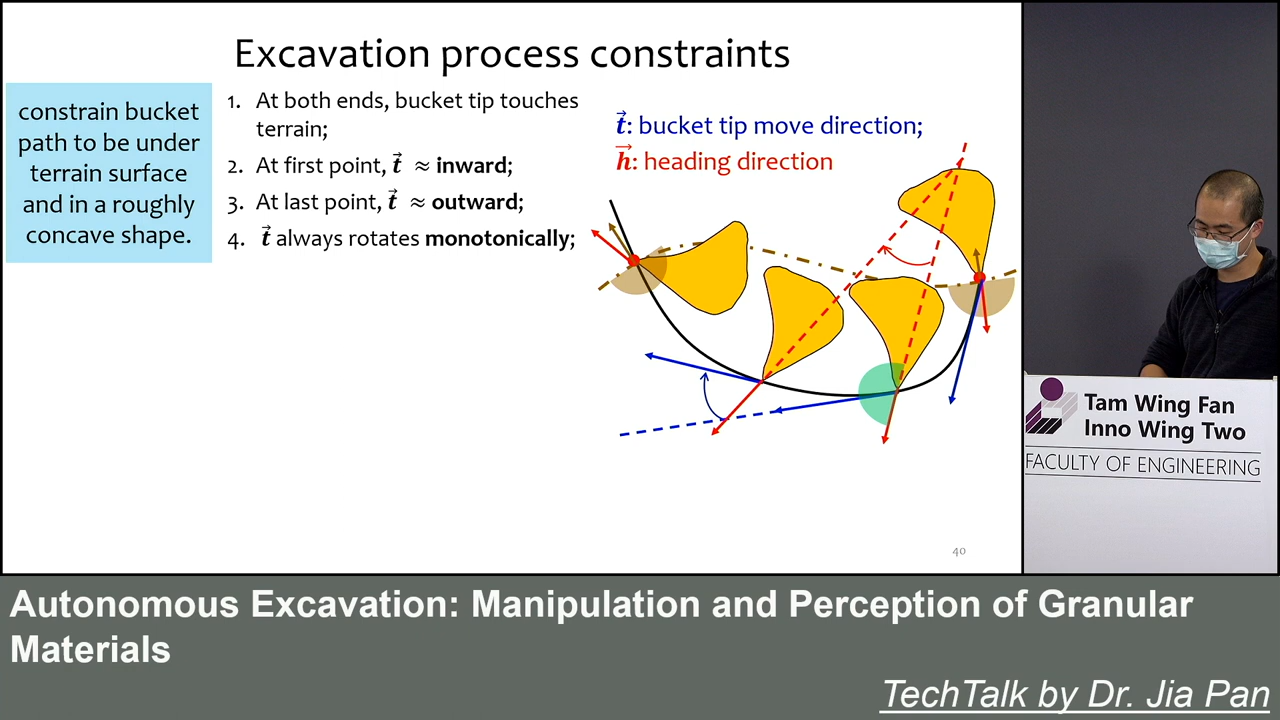 Excavation process constraints
constrain bucket
path to be under
terrain surface
and in a roughly
concave shape.
1. At both ends, bucket tip touches
terrain;
2. At first point, t⃗ ≈ inward;
3. At last point, t⃗ ≈ outward;
4. t⃗ always rotates monotonically;
t⃗: bucket tip move direction;
h⃗: heading direction
40
Tam Wing Fan
Inno Wing Two
FACULTY OF ENGINEERING
Autonomous Excavation: Manipulation and Perception of Granular
Materials
TechTalk by Dr. Jia Pan